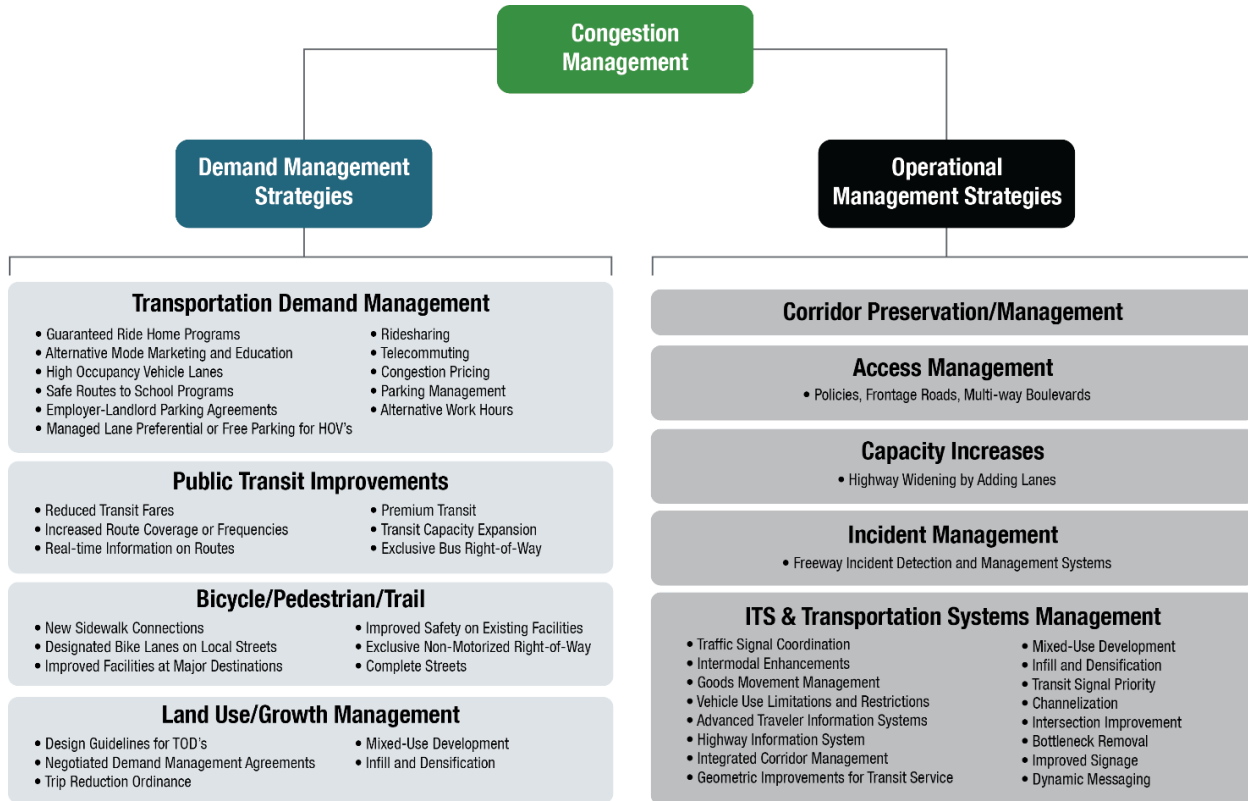 Congestion
Management
Demand Management
Strategies
Operational
Management Strategies
Transportation Demand Management
• Guaranteed Ride Home Programs
• Alternative Mode Marketing and Education
• High Occupancy Vehicle Lanes
• Safe Routes to School Programs
• Employer-Landlord Parking Agreements
• Managed Lane Preferential or Free Parking for HOV's
• Ridesharing
• Telecommuting
• Congestion Pricing
• Parking Management
• Alternative Work Hours
Public Transit Improvements
• Reduced Transit Fares
• Increased Route Coverage or Frequencies
• Real-time Information on Routes
• Premium Transit
• Transit Capacity Expansion
• Exclusive Bus Right-of-Way
Bicycle/Pedestrian/Trail
• New Sidewalk Connections
• Designated Bike Lanes on Local Streets
• Improved Facilities at Major Destinations
• Improved Safety on Existing Facilities
• Exclusive Non-Motorized Right-of-Way
• Complete Streets
Land Use/Growth Management
• Design Guidelines for TOD's
• Negotiated Demand Management Agreements
• Trip Reduction Ordinance
• Mixed-Use Development
• Infill and Densification
Corridor Preservation/Management
Access Management
• Policies, Frontage Roads, Multi-way Boulevards
Capacity Increases
• Highway Widening by Adding Lanes
Incident Management
• Freeway Incident Detection and Management Systems
ITS & Transportation Systems Management
• Traffic Signal Coordination
• Intermodal Enhancements
• Goods Movement Management
• Vehicle Use Limitations and Restrictions
• Advanced Traveler Information Systems
• Highway Information System
• Integrated Corridor Management
• Geometric Improvements for Transit Service
• Mixed-Use Development
• Infill and Densification
• Transit Signal Priority
• Channelization
• Intersection Improvement
• Bottleneck Removal
• Improved Signage
• Dynamic Messaging